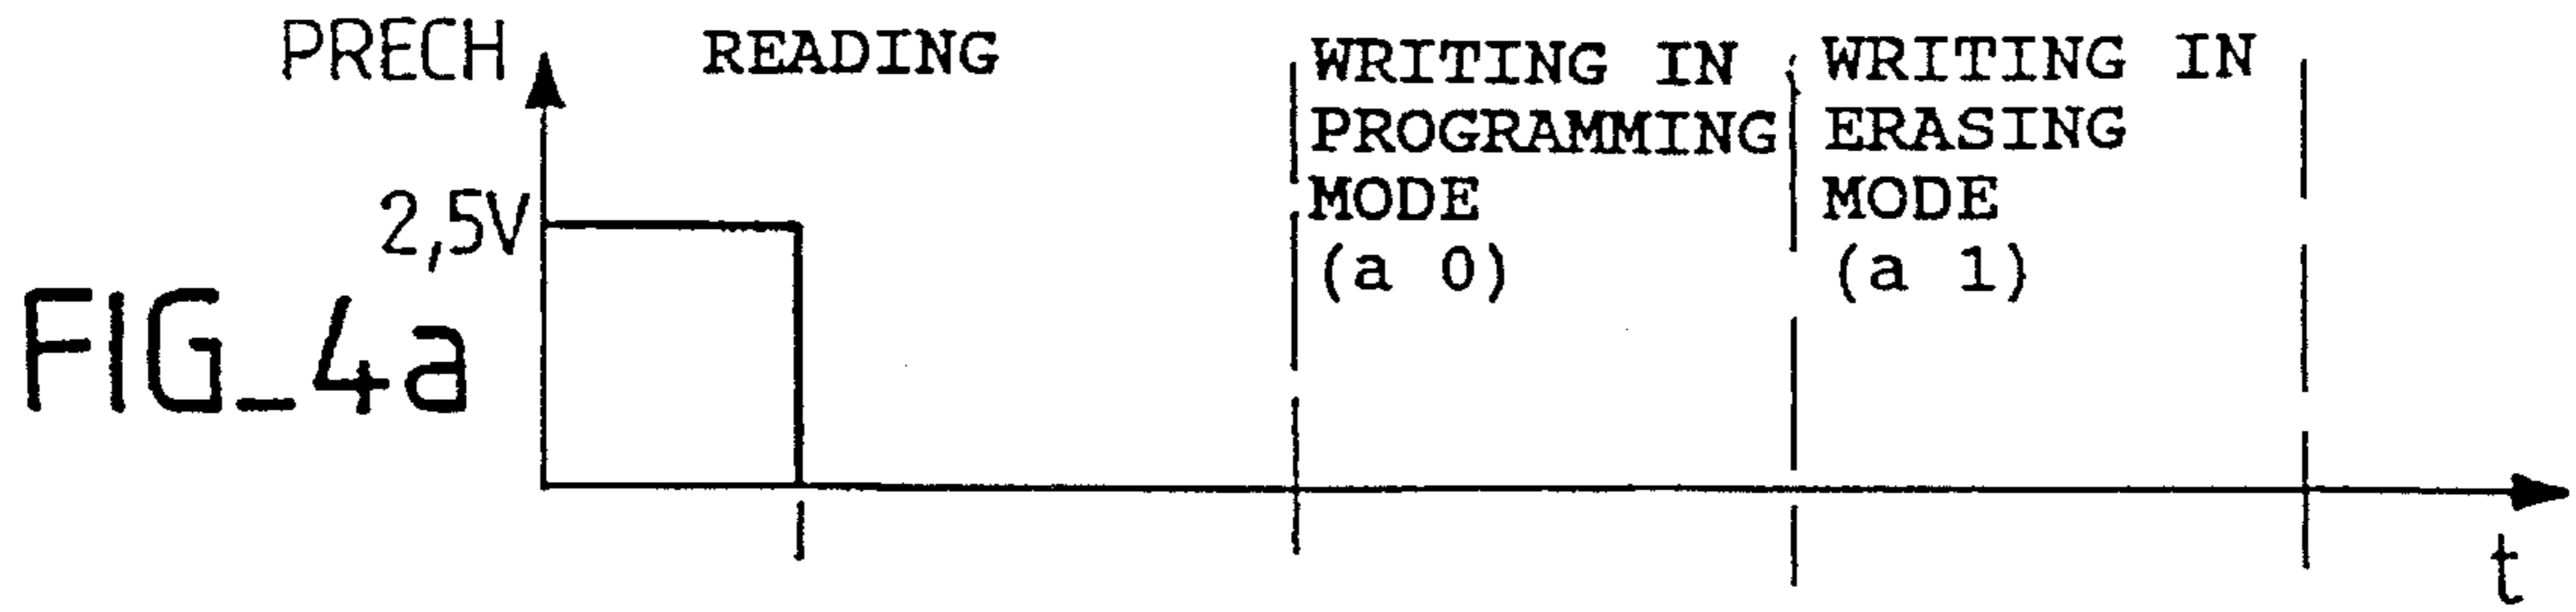 PRECH
READING
WRITING IN
PROGRAMMING
MODE
(a 0)
WRITING IN
ERASING
MODE
(a 1)
2,5V
FIG_4a
t